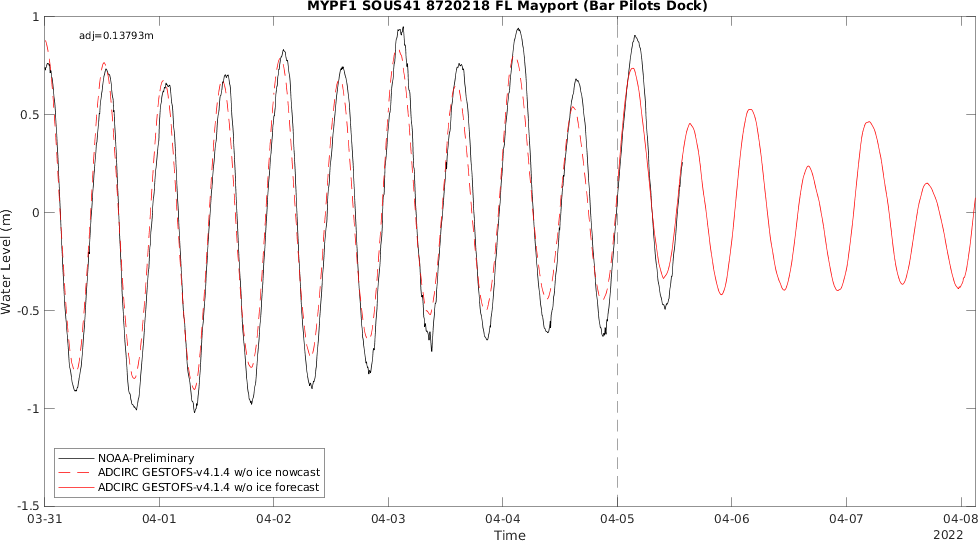 MYPF1 SOUS41 8720218 FL Mayport (Bar Pilots Dock)
adj=0.13793m
1
0.5
0
-0.5
-1
-1.5
Water Level (m)
NOAA-Preliminary
ADCIRC GESTOFS-v4.1.4 w/o ice nowcast
ADCIRC GESTOFS-v4.1.4 w/o ice forecast
03-31 04-01 04-02 04-03 04-04 04-05 04-06 04-07 04-08
Time
2022